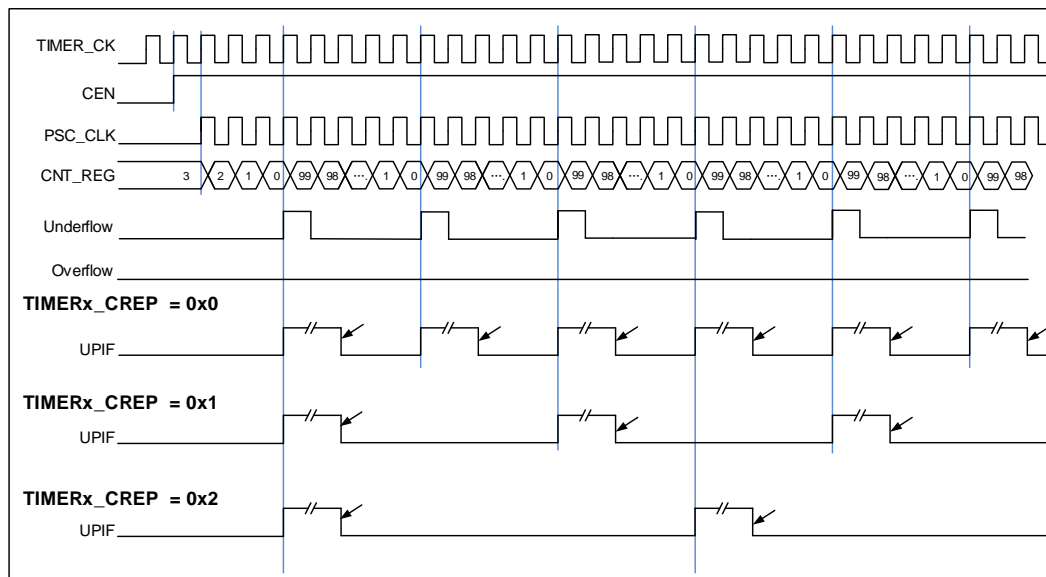 TIMER_CK
CEN
PSC_CLK
CNT_REG 3 2 1 0 99 98 ... 1 0 99 98 ... 1 0 99 98 ... 1 0 99 98 ... 1 0 99 98 ... 1 0 99 98
Underflow
Overflow
TIMERx_CREP = 0x0
UPIF
TIMERx_CREP = 0x1
UPIF
TIMERx_CREP = 0x2
UPIF